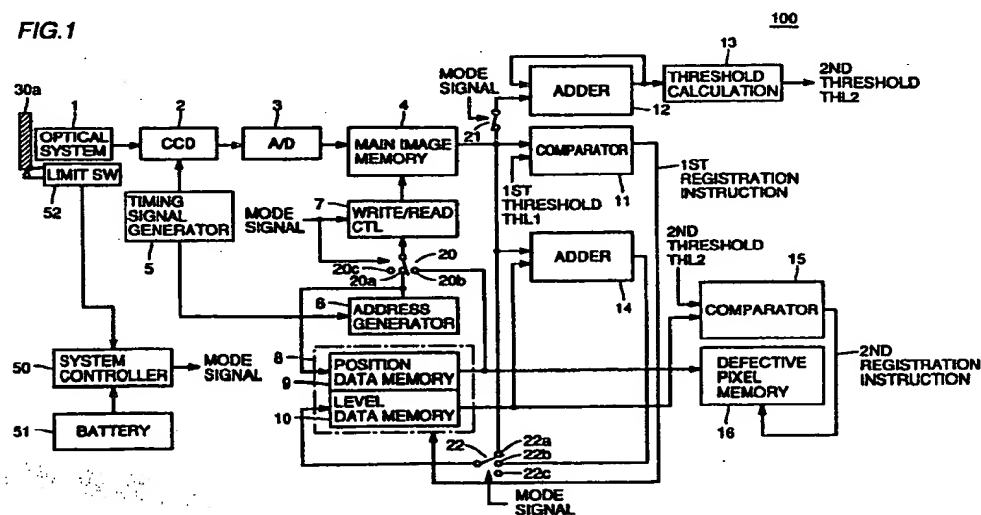 FIG.1
100
30a
1
OPTICAL
SYSTEM
LIMIT SW
52
2
CCD
3
A/D
4
MAIN IMAGE
MEMORY
MODE
SIGNAL
21
ADDER
12
13
THRESHOLD
CALCULATION
2ND
THRESHOLD
THL2
COMPARATOR
11
1ST
THRESHOLD
THL1
1ST
REGISTRATION
INSTRUCTION
TIMING
SIGNAL
GENERATOR
5
MODE
SIGNAL
7
WRITE/READ
CTL
20
20c
20a
20b
6
ADDRESS
GENERATOR
ADDER
14
2ND
THRESHOLD
THL2
15
COMPARATOR
2ND
REGISTRATION
INSTRUCTION
50
SYSTEM
CONTROLLER
MODE
SIGNAL
51
BATTERY
8
POSITION
DATA MEMORY
9
LEVEL
DATA MEMORY
10
DEFECTIVE
PIXEL
MEMORY
16
22
22a
22b
22c
MODE
SIGNAL